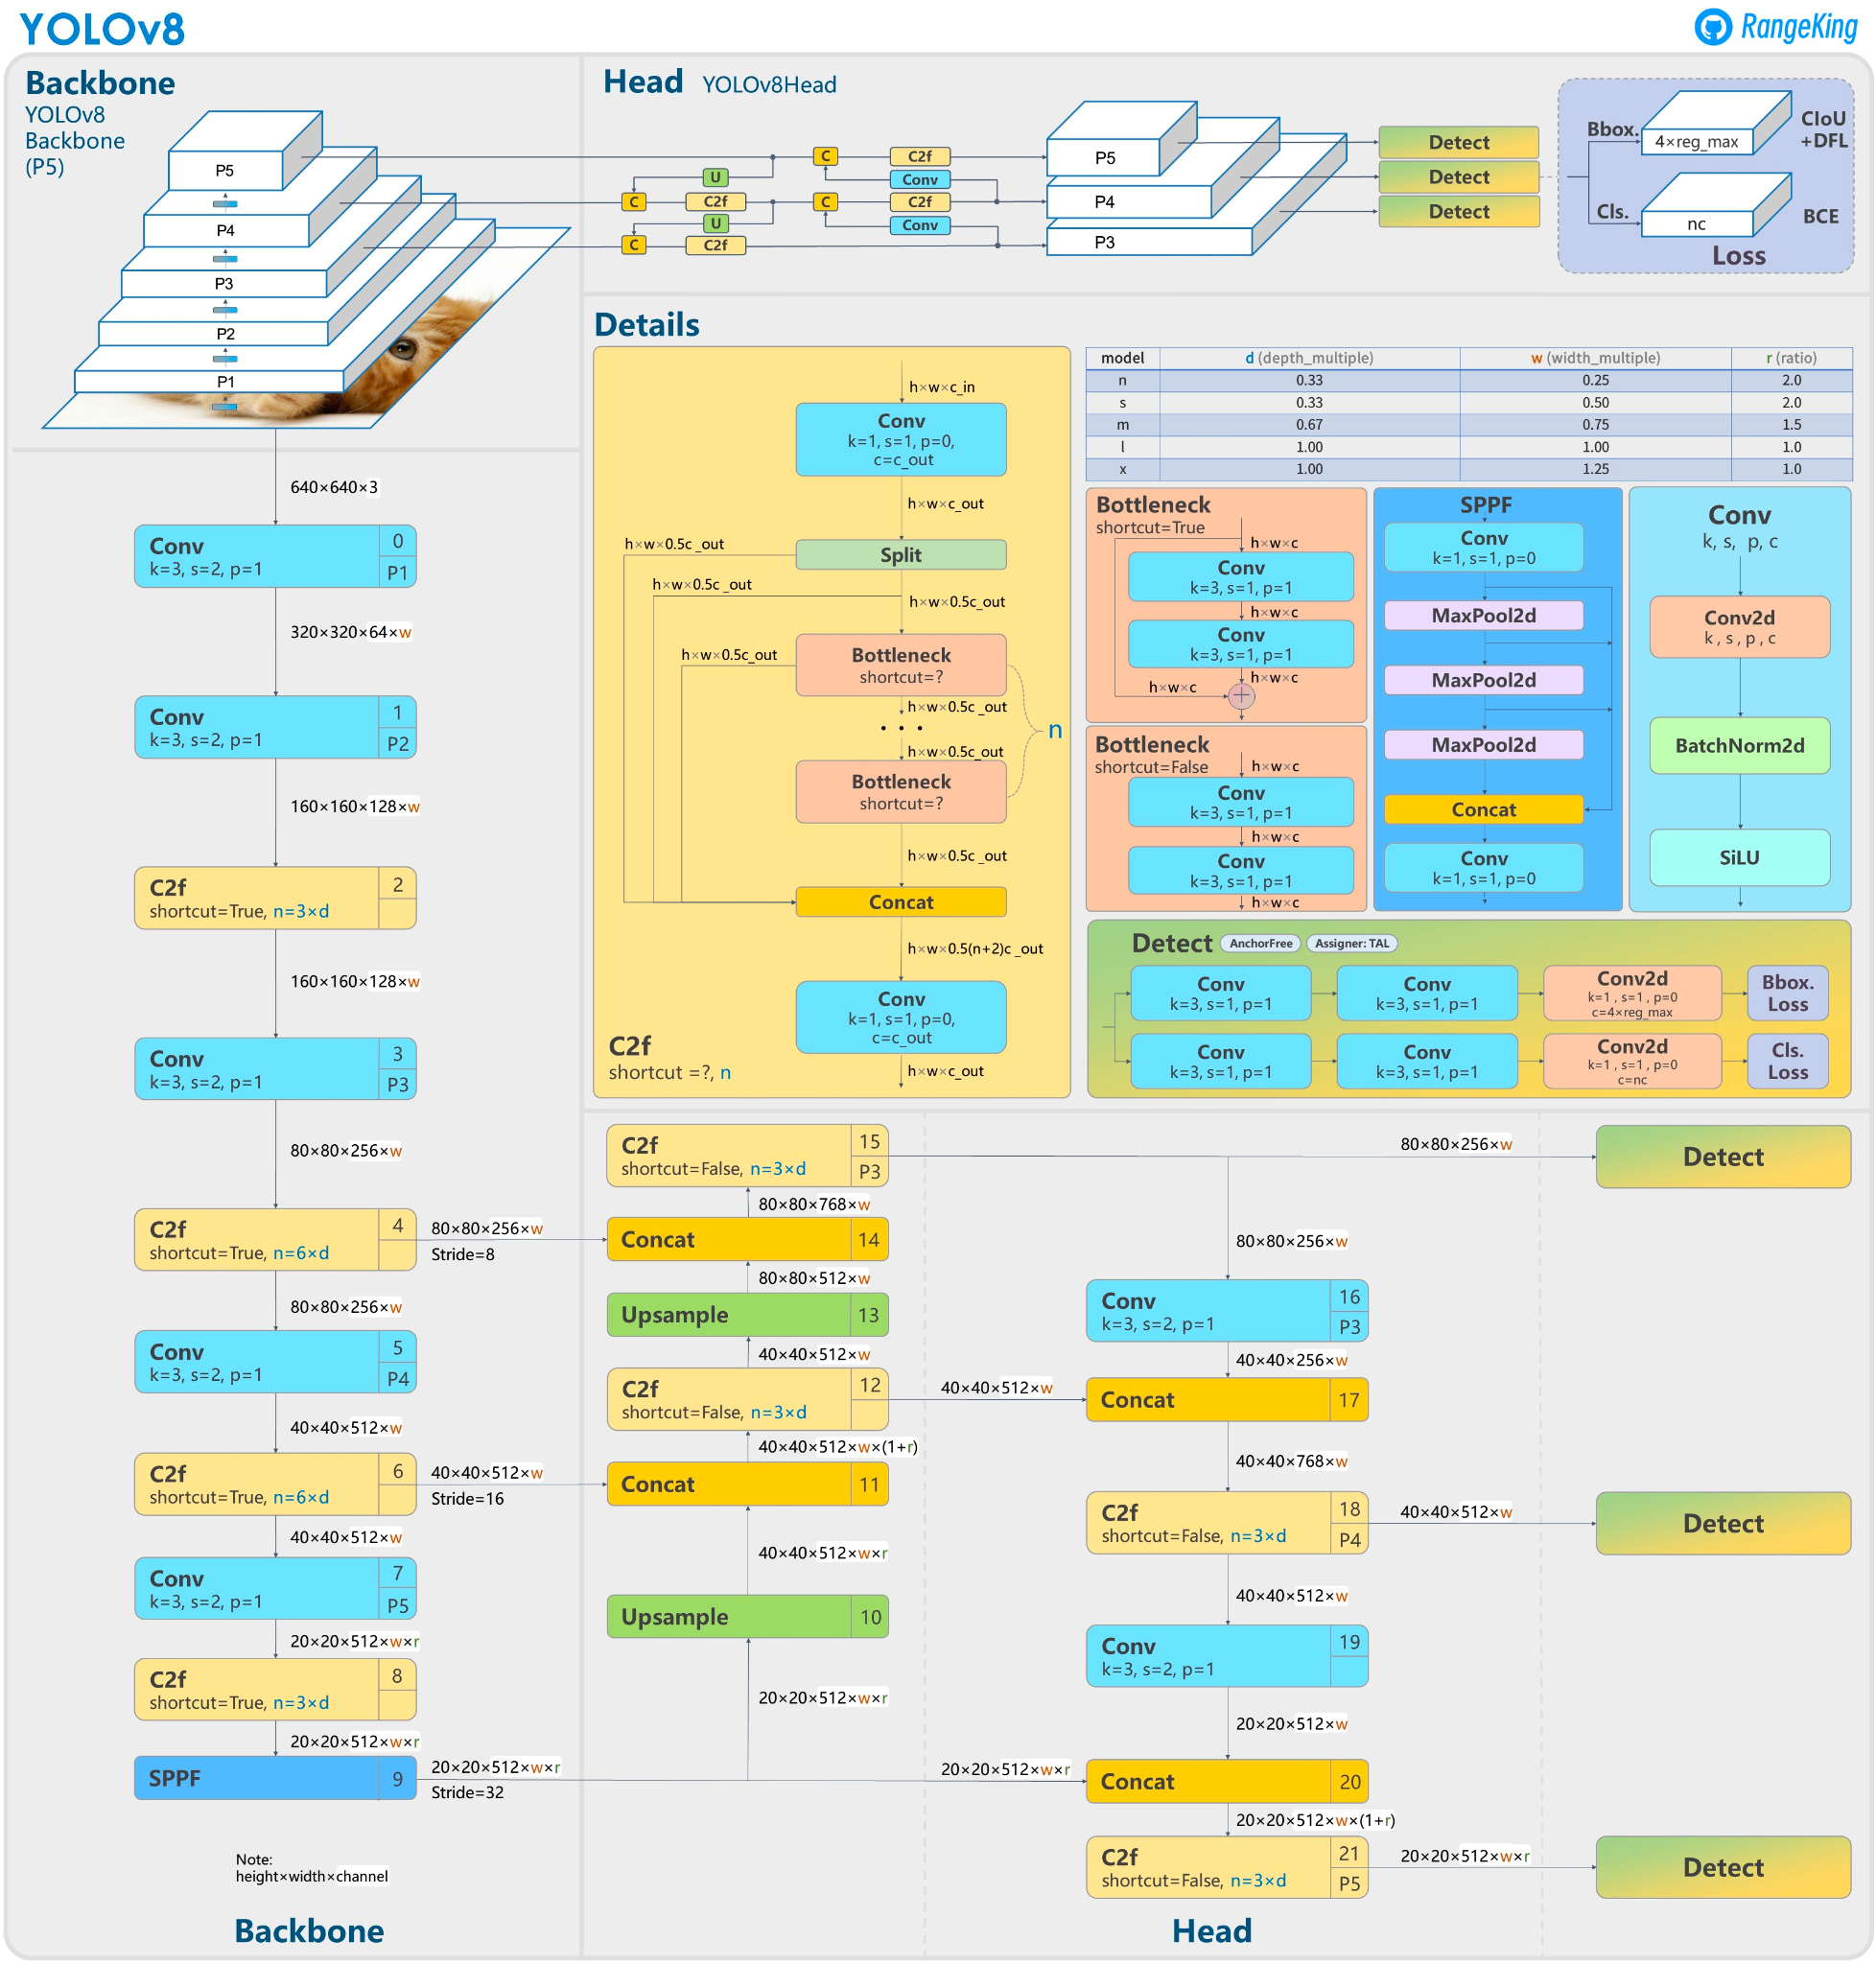 YOLOv8
RangeKing
Backbone
YOLOv8
Backbone
(P5)
P5
P4
P3
P2
P1
Head YOLOv8Head
C
C2f
U
Conv
C
C2f
C
C2f
U
Conv
C
C2f
P5
P4
P3
Detect
Detect
Detect
Bbox.
4×reg_max
CIoU
+DFL
Cls.
nc
BCE
Loss
640×640×3
Conv
k=3, s=2, p=1
0
P1
320×320×64×w
Conv
k=3, s=2, p=1
1
P2
160×160×128×w
C2f
shortcut=True, n=3×d
2
160×160×128×w
Conv
k=3, s=2, p=1
3
P3
80×80×256×w
C2f
shortcut=True, n=6×d
4
80×80×256×w
Stride=8
80×80×256×w
Conv
k=3, s=2, p=1
5
P4
40×40×512×w
C2f
shortcut=True, n=6×d
6
40×40×512×w
Stride=16
40×40×512×w
Conv
k=3, s=2, p=1
7
P5
20×20×512×w×r
C2f
shortcut=True, n=3×d
8
20×20×512×w×r
SPPF
9
20×20×512×w×r
Stride=32
Note:
height×width×channel
Backbone
Details
h×w×c_in
Conv
k=1, s=1, p=0,
c=c_out
h×w×c_out
Split
h×w×0.5c_out
h×w×0.5c_out
h×w×0.5c_out
Bottleneck
shortcut=?
h×w×0.5c_out
h×w×0.5c_out
. . .
n
h×w×0.5c_out
Bottleneck
shortcut=?
h×w×0.5c_out
Concat
h×w×0.5(n+2)c_out
Conv
k=1, s=1, p=0,
c=c_out
h×w×c_out
C2f
shortcut =?, n
model d (depth_multiple) w (width_multiple) r (ratio)
n 0.33 0.25 2.0
s 0.33 0.50 2.0
m 0.67 0.75 1.5
l 1.00 1.00 1.0
x 1.00 1.25 1.0
Bottleneck
shortcut=True
h×w×c
Conv
k=3, s=1, p=1
h×w×c
Conv
k=3, s=1, p=1
h×w×c
h×w×c
+
Bottleneck
shortcut=False
h×w×c
Conv
k=3, s=1, p=1
h×w×c
Conv
k=3, s=1, p=1
h×w×c
SPPF
Conv
k=1, s=1, p=0
MaxPool2d
MaxPool2d
MaxPool2d
Concat
Conv
k=1, s=1, p=0
Conv
k, s, p, c
Conv2d
k , s , p , c
BatchNorm2d
SiLU
Detect AnchorFree Assigner: TAL
Conv
k=3, s=1, p=1
Conv
k=3, s=1, p=1
Conv2d
k=1 , s=1 , p=0
c=4×reg_max
Bbox.
Loss
Conv
k=3, s=1, p=1
Conv
k=3, s=1, p=1
Conv2d
k=1 , s=1 , p=0
c=nc
Cls.
Loss
C2f
shortcut=False, n=3×d
15
P3
80×80×768×w
Concat
14
80×80×512×w
Upsample
13
40×40×512×w
C2f
shortcut=False, n=3×d
12
40×40×512×w
40×40×512×w×(1+r)
Concat
11
40×40×512×w×r
Upsample
10
20×20×512×w×r
20×20×512×w×r
80×80×256×w
Detect
80×80×256×w
Conv
k=3, s=2, p=1
16
P3
40×40×256×w
Concat
17
40×40×768×w
C2f
shortcut=False, n=3×d
18
P4
40×40×512×w
Detect
40×40×512×w
Conv
k=3, s=2, p=1
19
20×20×512×w
Concat
20
20×20×512×w×(1+r)
C2f
shortcut=False, n=3×d
21
P5
20×20×512×w×r
Detect
Head